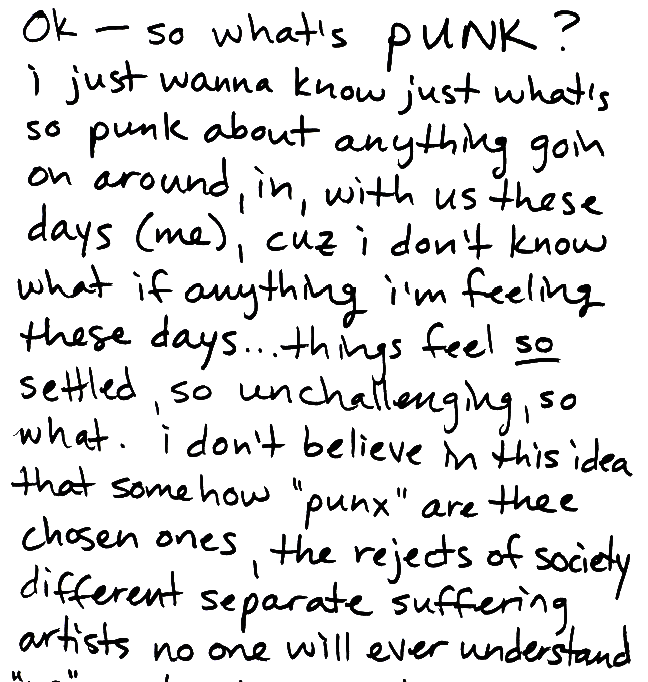 Ok — so what's PUNK?
i just wanna know just what's
so punk about anything goin
on around, in, with us these
days (me), cuz i don't know
what if anything i'm feeling
these days...things feel so
settled, so unchallenging, so
what. i don't believe in this idea
that somehow "punx" are thee
chosen ones, the rejects of society
different separate suffering
artists no one will ever understand